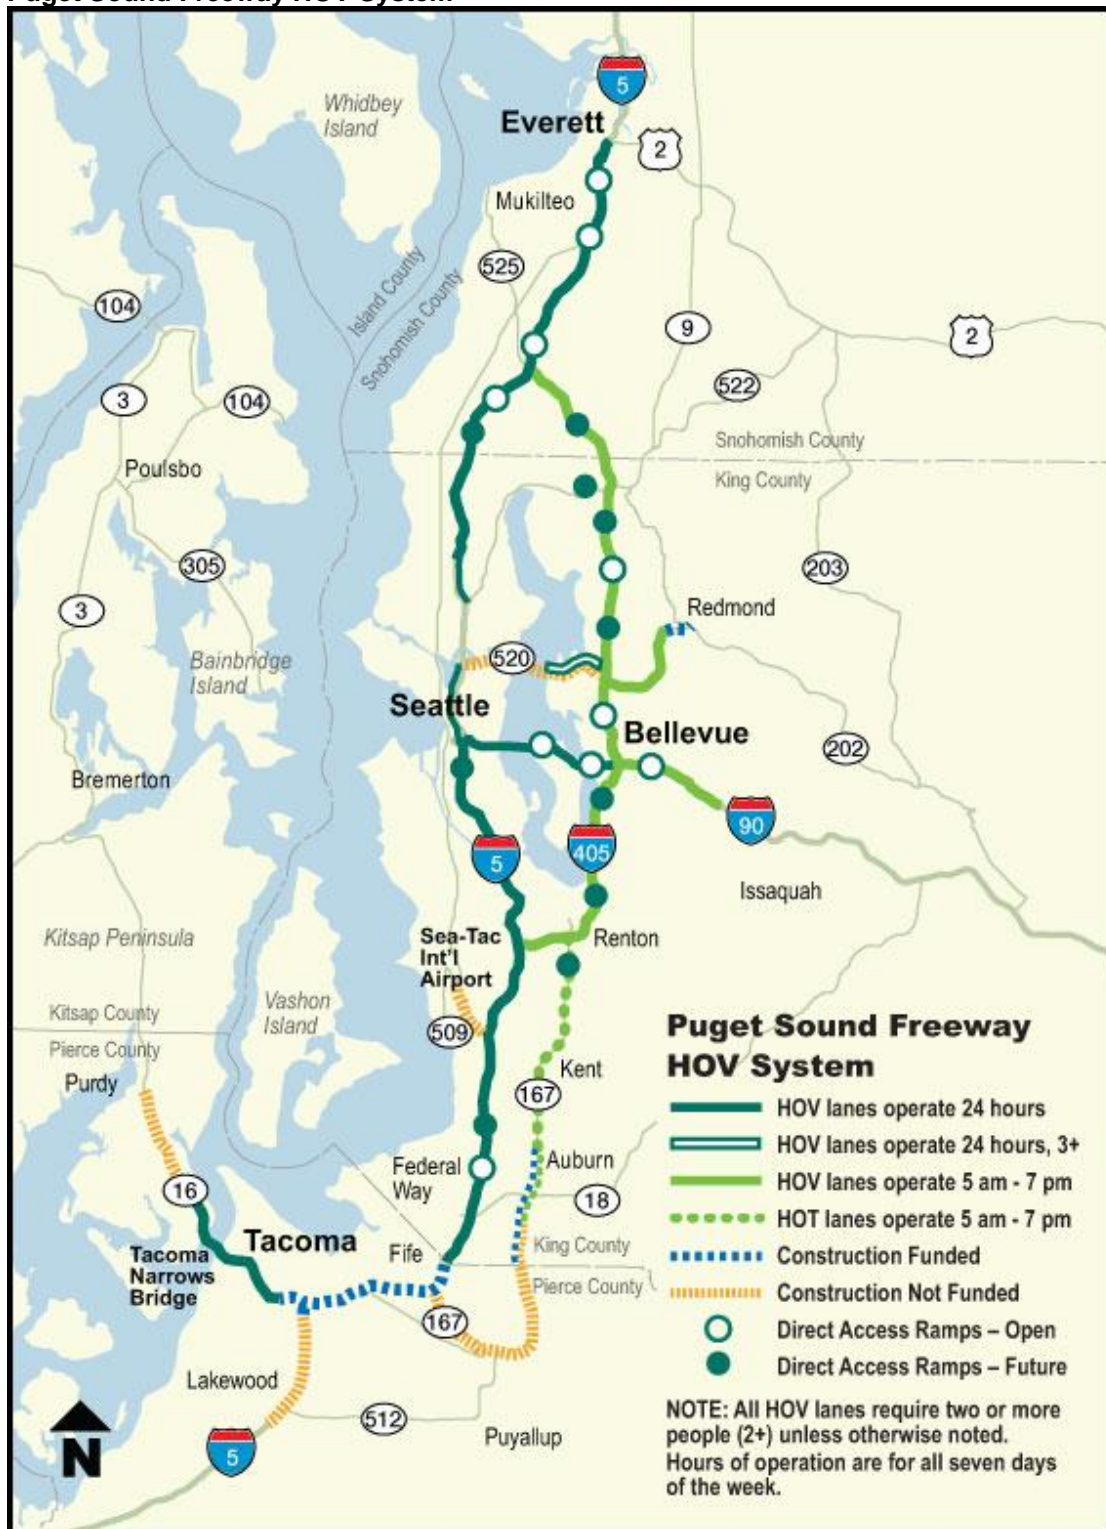 Puget Sound Freeway HOV System
5
Everett
2
Whidbey
Island
Mukilteo
525
Island County
Snohomish County
104
9
2
3
104
522
Snohomish County
King County
Poulsbo
305
203
3
Redmond
520
Bainbridge
Island
Seattle
Bellevue
202
Bremerton
90
5
405
Issaquah
Kitsap Peninsula
Sea-Tac
Int'l
Airport
Renton
Vashon
Island
Kitsap County
Pierce County
509
Purdy
Kent
167
Puget Sound Freeway
HOV System
HOV lanes operate 24 hours
HOV lanes operate 24 hours, 3+
HOV lanes operate 5 am - 7 pm
HOT lanes operate 5 am - 7 pm
Construction Funded
Construction Not Funded
Direct Access Ramps – Open
Direct Access Ramps – Future
NOTE: All HOV lanes require two or more
people (2+) unless otherwise noted.
Hours of operation are for all seven days
of the week.
Federal
Way
Auburn
16
18
Tacoma
Fife
King County
Pierce County
Tacoma
Narrows
Bridge
167
Lakewood
512
Puyallup
5
N